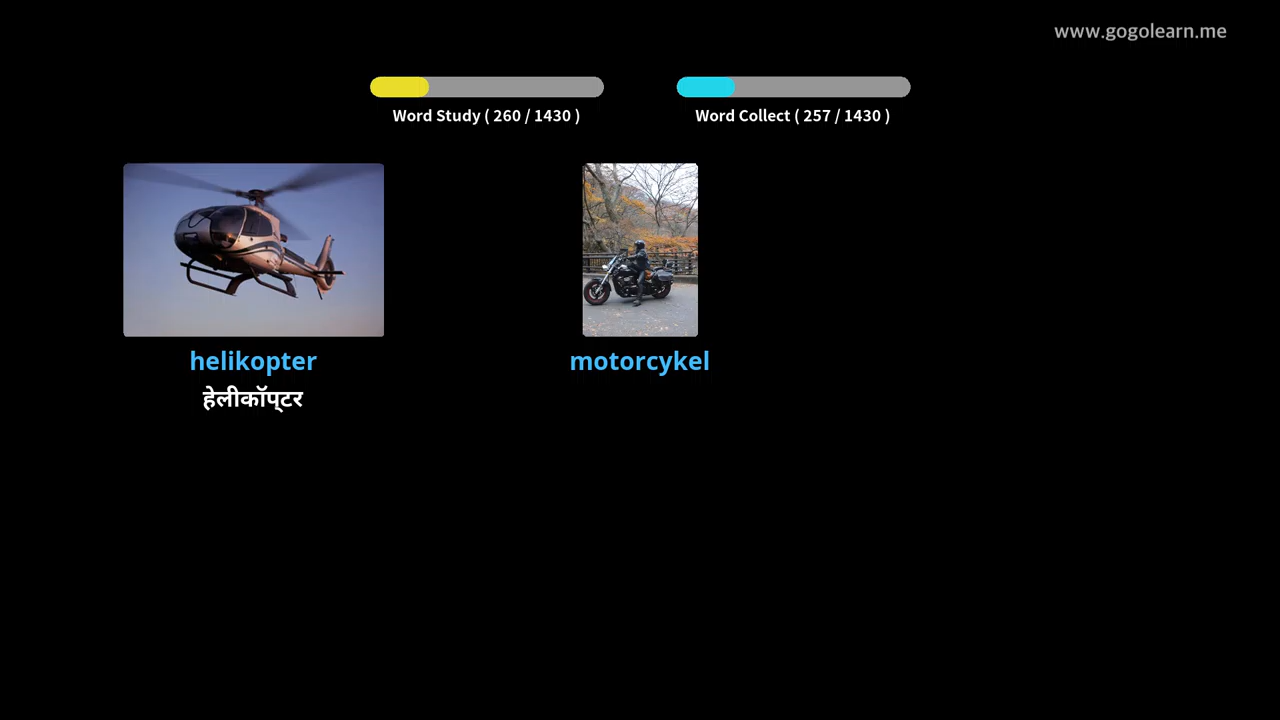 www.gogolearn.me
Word Study ( 260 / 1430 )
Word Collect ( 257 / 1430 )
helikopter
हेलीकॉप्टर
motorcykel